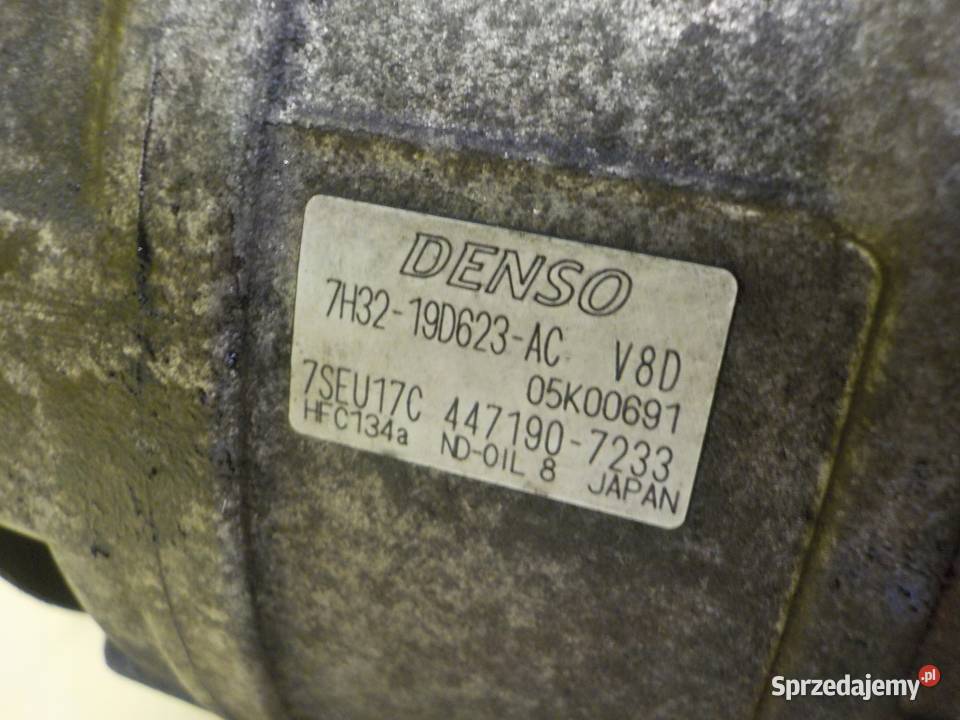 DENSO
7H32-19D623-AC V8D
05K00691
7SEU17C 447190-7233
HFC134a ND-OIL 8 JAPAN
Sprzedajemy.pl